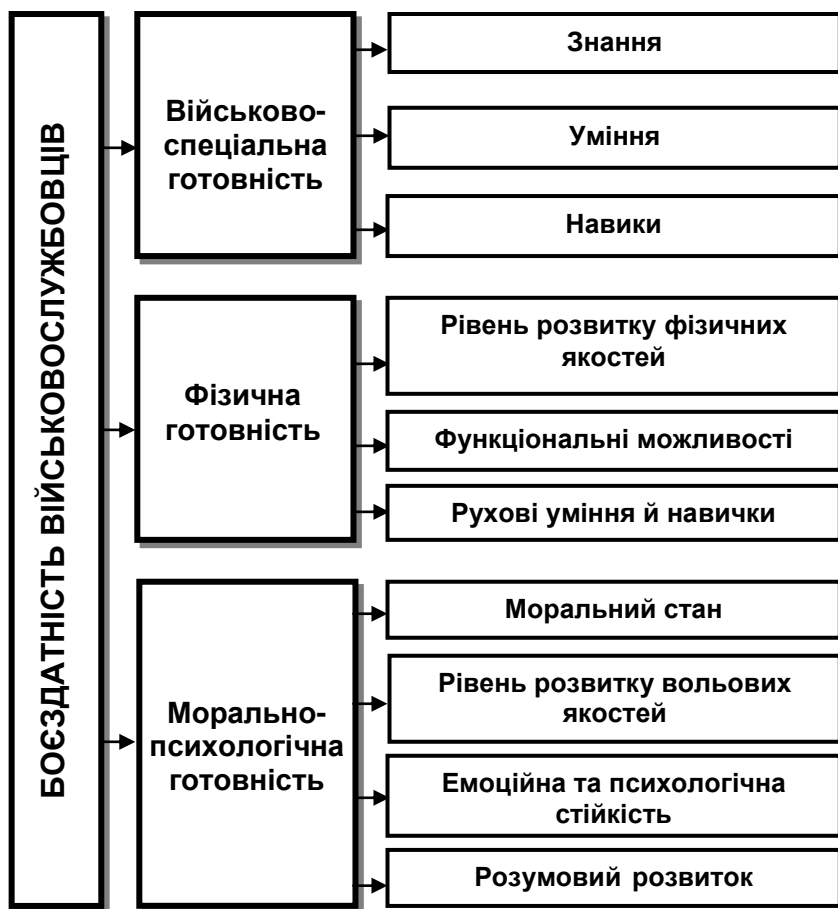 БОЄЗДАТНІСТЬ ВІЙСЬКОВОСЛУЖБОВЦІВ
Військово-
спеціальна
готовність
Знання
Уміння
Навики
Фізична
готовність
Рівень розвитку фізичних
якостей
Функціональні можливості
Рухові уміння й навички
Морально-
психологічна
готовність
Моральний стан
Рівень розвитку вольових
якостей
Емоційна та психологічна
стійкість
Розумовий розвиток